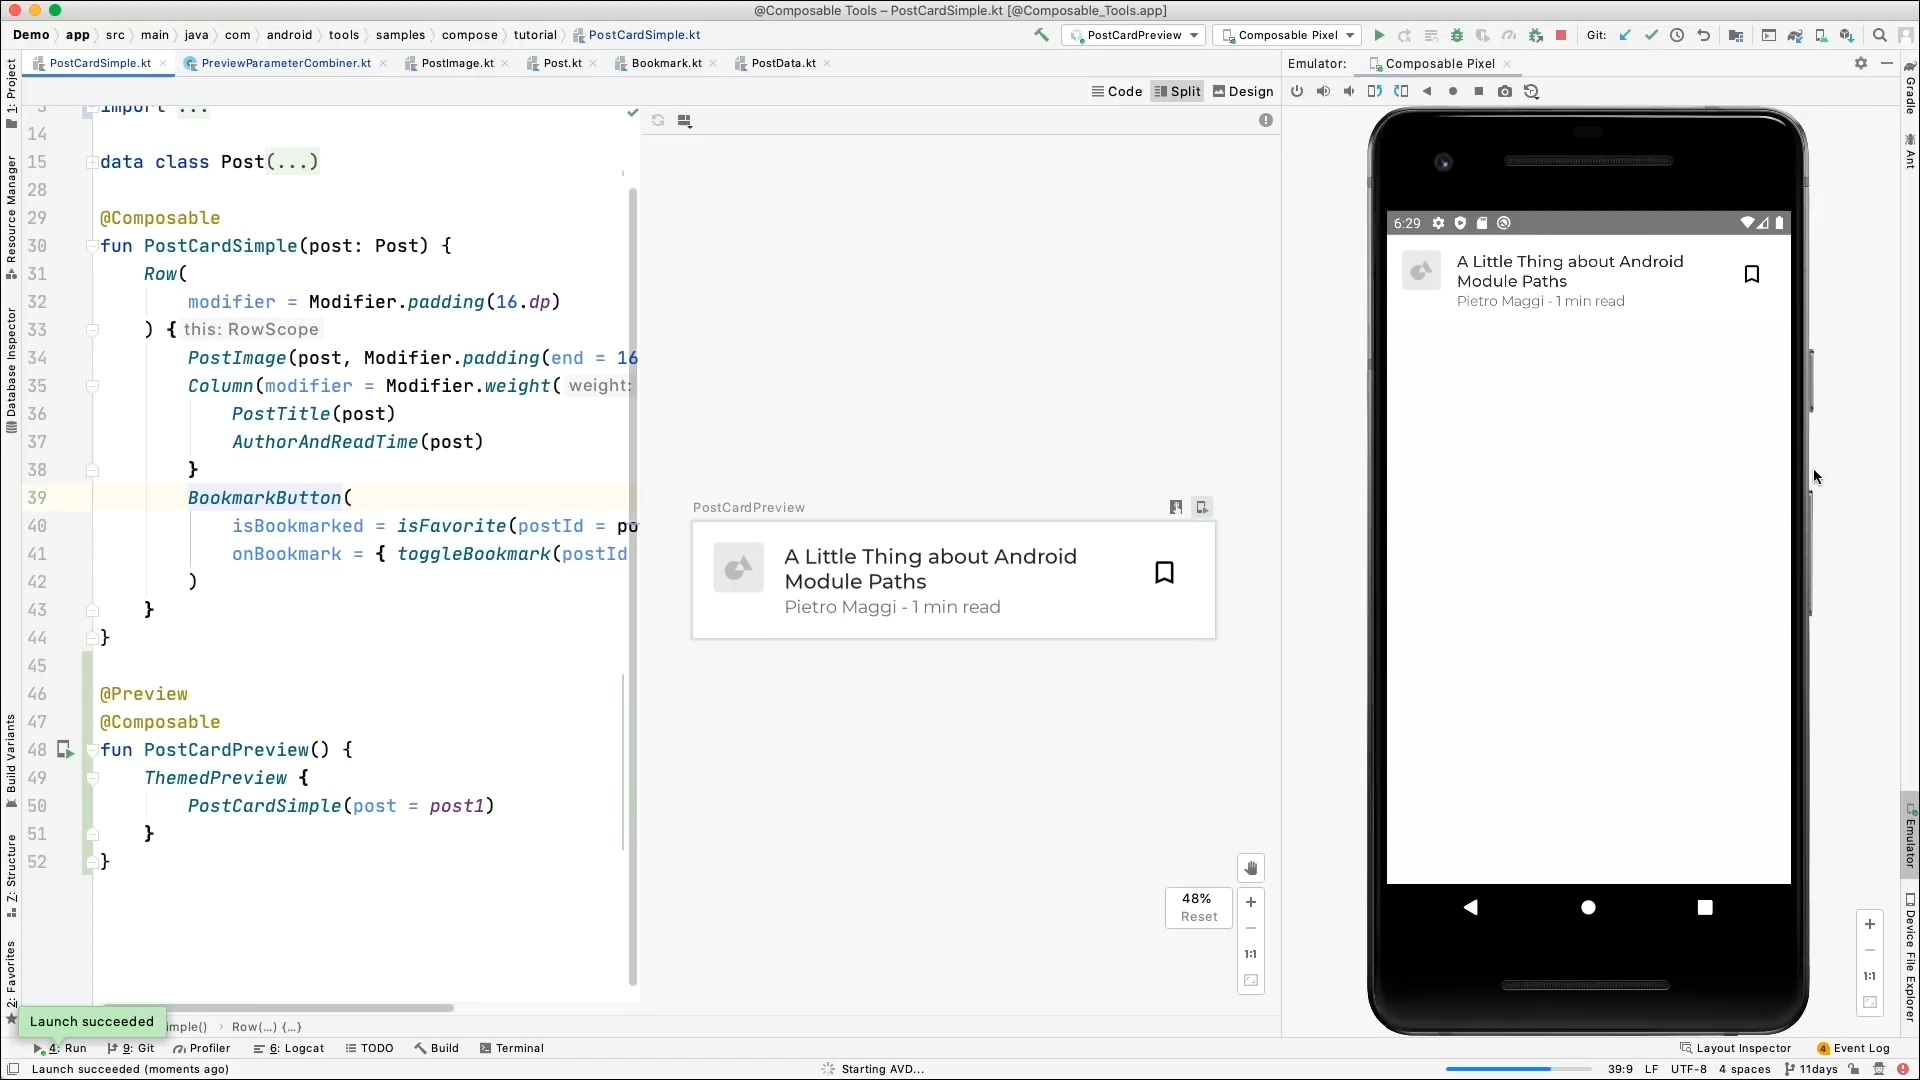 @Composable Tools – PostCardSimple.kt [@Composable_Tools.app]
Demo app src main java com android tools samples compose tutorial PostCardSimple.kt
PostCardPreview Composable Pixel Git:
PostCardSimple.kt PreviewParameterCombiner.kt PostImage.kt Post.kt Bookmark.kt PostData.kt
Emulator: Composable Pixel
Code Split Design
3 import ...
14
15 data class Post(...)
28
29 @Composable
30 fun PostCardSimple(post: Post) {
31 Row(
32 modifier = Modifier.padding(16.dp)
33 ) { this: RowScope
34 PostImage(post, Modifier.padding(end = 16
35 Column(modifier = Modifier.weight( weight:
36 PostTitle(post)
37 AuthorAndReadTime(post)
38 }
39 BookmarkButton(
40 isBookmarked = isFavorite(postId = po
41 onBookmark = { toggleBookmark(postId
42 )
43 }
44 }
45
46 @Preview
47 @Composable
48 fun PostCardPreview() {
49 ThemedPreview {
50 PostCardSimple(post = post1)
51 }
52 }
PostCardPreview
A Little Thing about Android
Module Paths
Pietro Maggi - 1 min read
48%
Reset
1:1
6:29
A Little Thing about Android
Module Paths
Pietro Maggi - 1 min read
1:1
1: Project
Resource Manager
Database Inspector
Build Variants
Z: Structure
2: Favorites
Gradle
Ant
Emulator
Device File Explorer
Launch succeeded
imple() Row(...) {...}
4: Run 9: Git Profiler 6: Logcat TODO Build Terminal Layout Inspector 4 Event Log
Launch succeeded (moments ago) Starting AVD... 39:9 LF UTF-8 4 spaces 11days